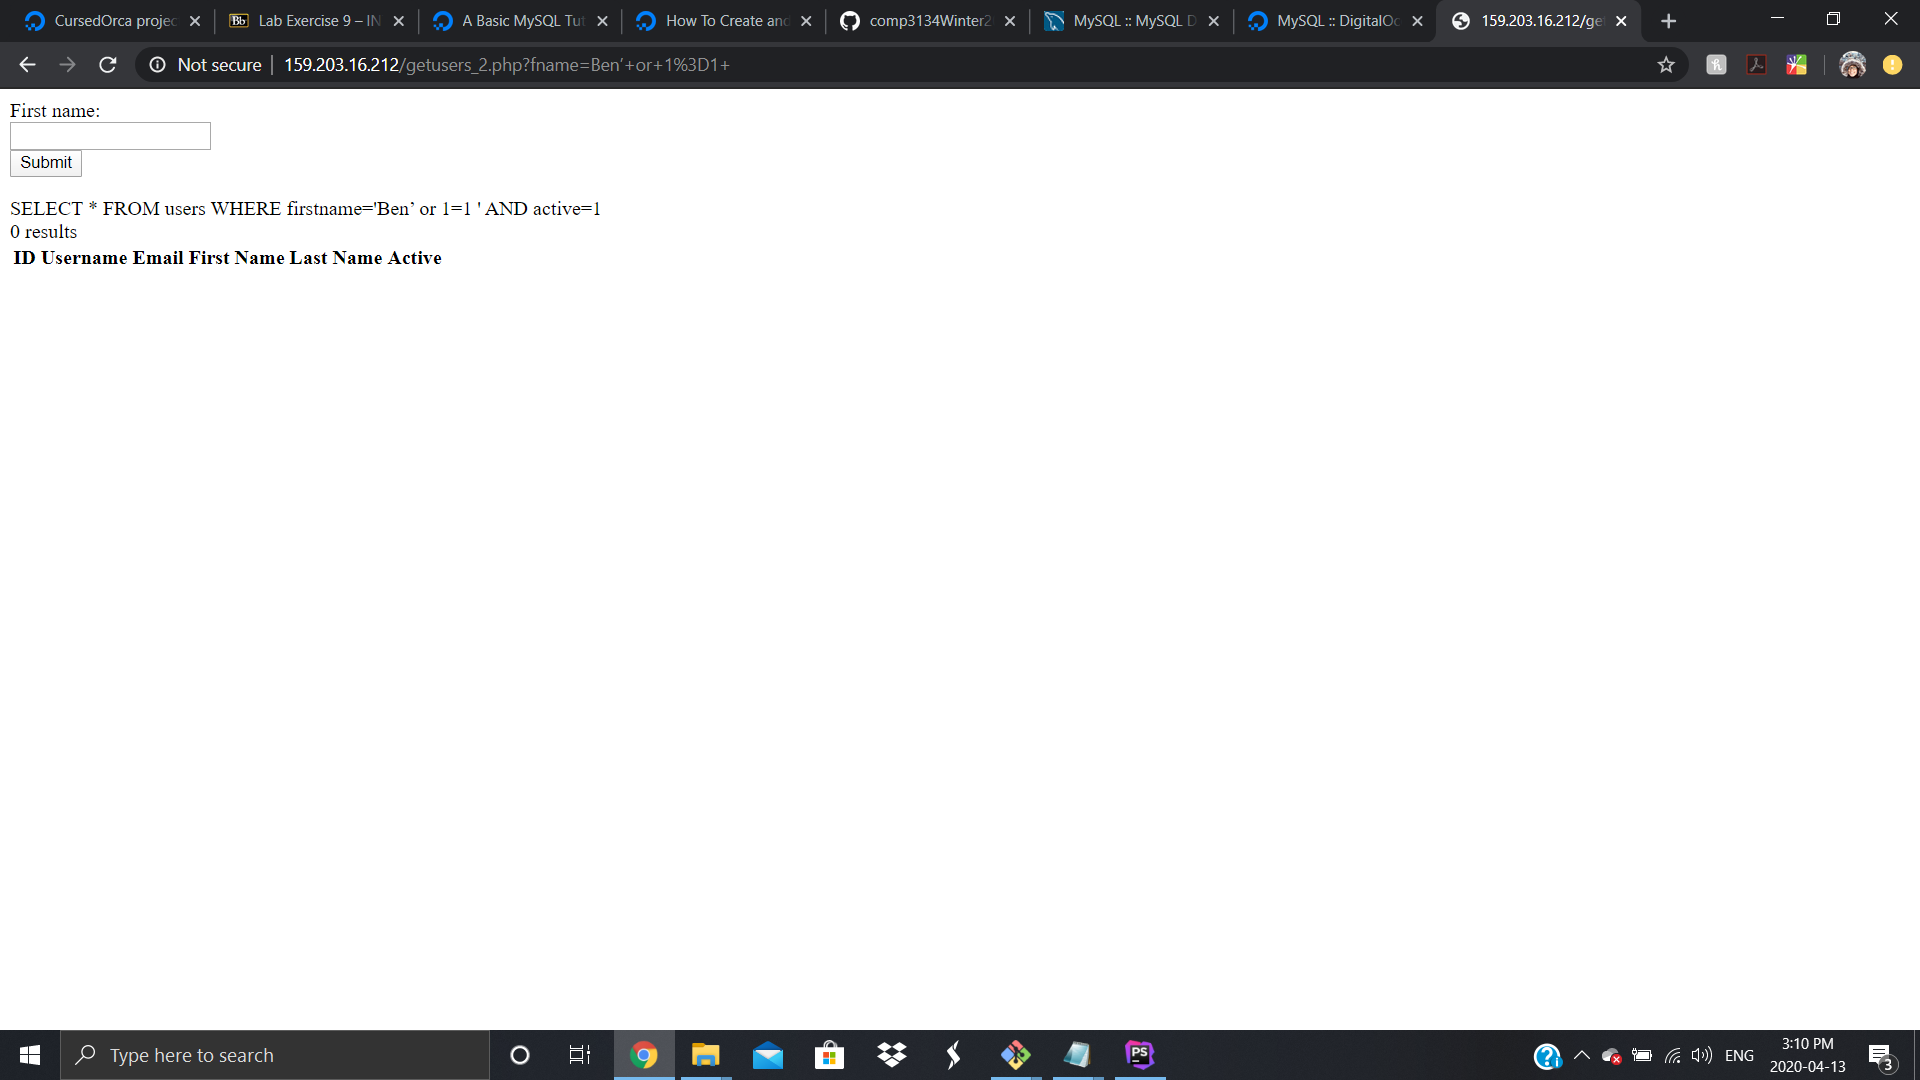 CursedOrca projec
Lab Exercise 9 – IN
A Basic MySQL Tut
How To Create and
comp3134Winter2
MySQL :: MySQL D
MySQL :: DigitalOc
159.203.16.212/ge
Not secure
159.203.16.212/getusers_2.php?fname=Ben’+or+1%3D1+
First name:
Submit
SELECT * FROM users WHERE firstname='Ben’ or 1=1 ' AND active=1
0 results
ID Username Email First Name Last Name Active
Type here to search
ENG
3:10 PM
2020-04-13
3